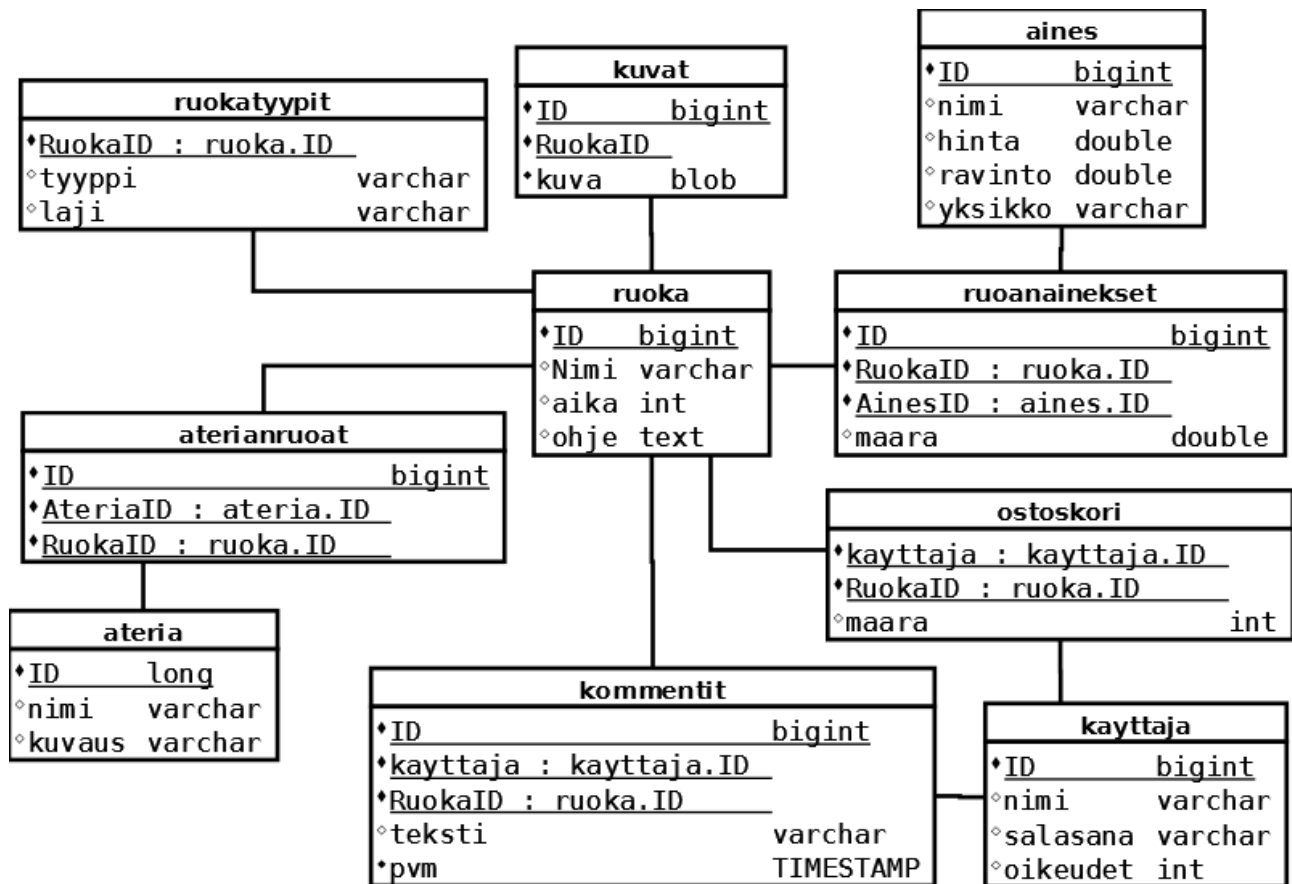 aines
ID bigint
nimi varchar
hinta double
ravinto double
yksikko varchar
kuvat
ID bigint
RuokaID
kuva blob
ruokatyypit
RuokaID : ruoka.ID
tyyppi varchar
laji varchar
ruoka
ID bigint
Nimi varchar
aika int
ohje text
ruoanainekset
ID bigint
RuokaID : ruoka.ID
AinesID : aines.ID
maara double
aterianruoat
ID bigint
AteriaID : ateria.ID
RuokaID : ruoka.ID
ostoskori
kayttaja : kayttaja.ID
RuokaID : ruoka.ID
maara int
ateria
ID long
nimi varchar
kuvaus varchar
kommentit
ID bigint
kayttaja : kayttaja.ID
RuokaID : ruoka.ID
teksti varchar
pvm TIMESTAMP
kayttaja
ID bigint
nimi varchar
salasana varchar
oikeudet int